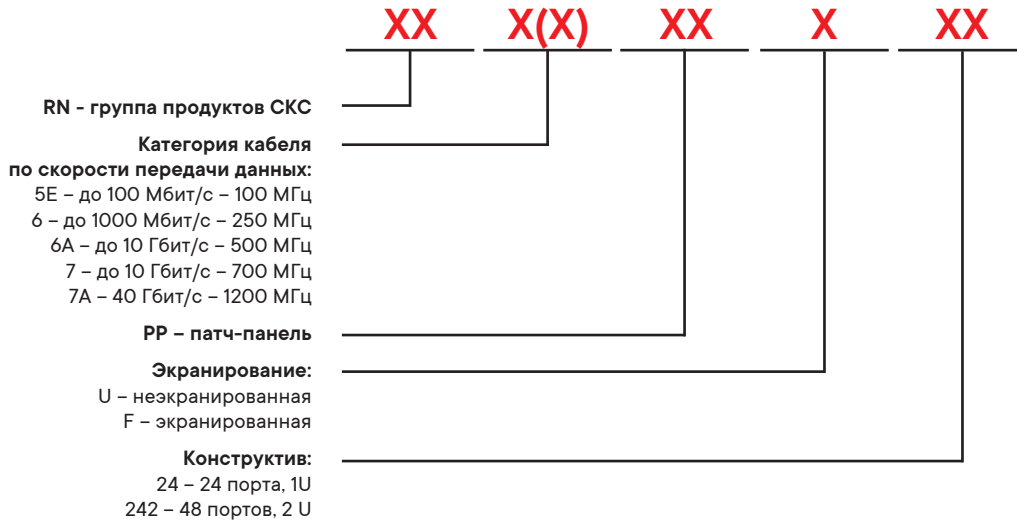 XX X(X) XX X XX
RN - группа продуктов СКС
Категория кабеля
по скорости передачи данных:
5E – до 100 Мбит/с – 100 МГц
6 – до 1000 Мбит/с – 250 МГц
6A – до 10 Гбит/с – 500 МГц
7 – до 10 Гбит/с – 700 МГц
7A – 40 Гбит/с – 1200 МГц
PP – патч-панель
Экранирование:
U – неэкранированная
F – экранированная
Конструктив:
24 – 24 порта, 1U
242 – 48 портов, 2 U